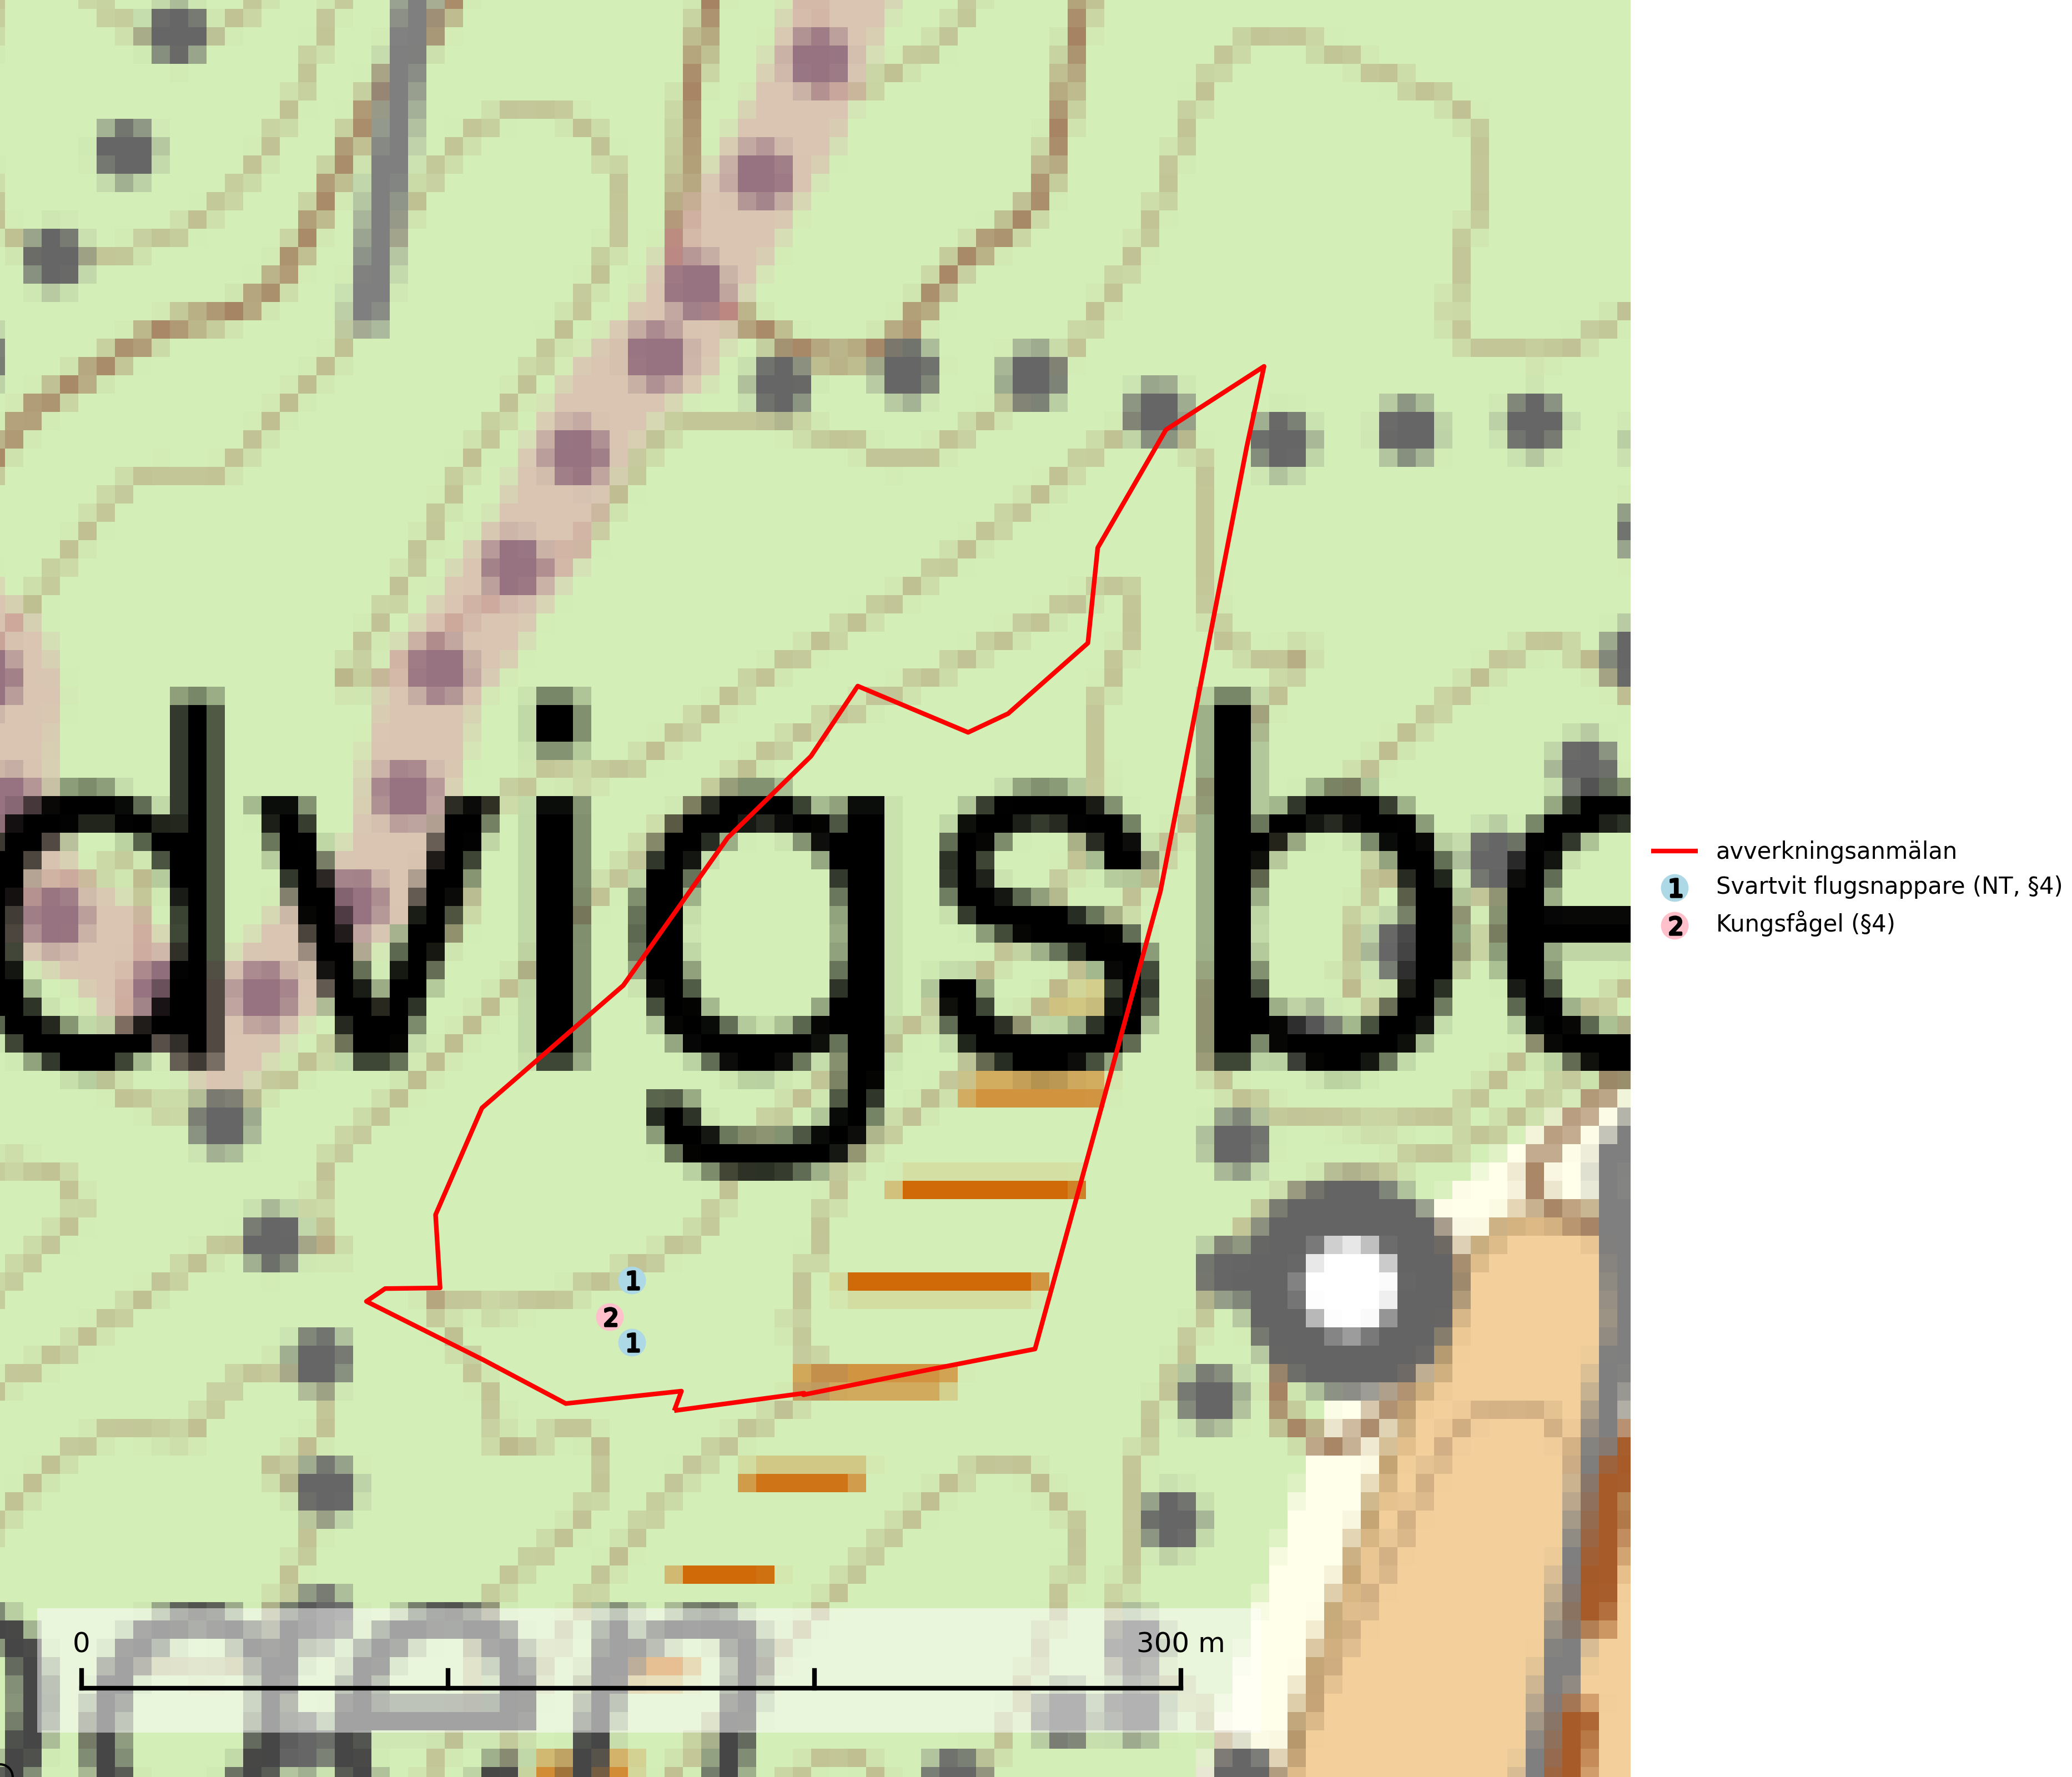 dvigsbe
avverkningsanmälan
1 Svartvit flugsnappare (NT, §4)
2 Kungsfågel (§4)
1
2
1
0 300 m